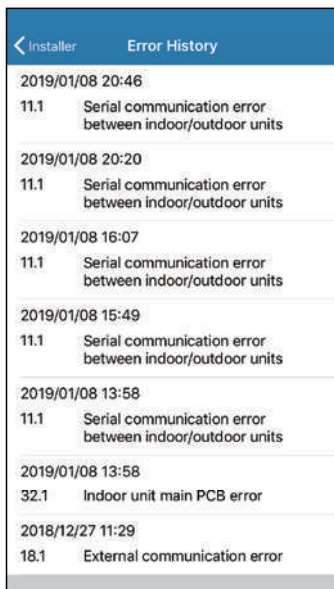 Installer Error History
2019/01/08 20:46
11.1 Serial communication error
between indoor/outdoor units
2019/01/08 20:20
11.1 Serial communication error
between indoor/outdoor units
2019/01/08 16:07
11.1 Serial communication error
between indoor/outdoor units
2019/01/08 15:49
11.1 Serial communication error
between indoor/outdoor units
2019/01/08 13:58
11.1 Serial communication error
between indoor/outdoor units
2019/01/08 13:58
32.1 Indoor unit main PCB error
2018/12/27 11:29
18.1 External communication error